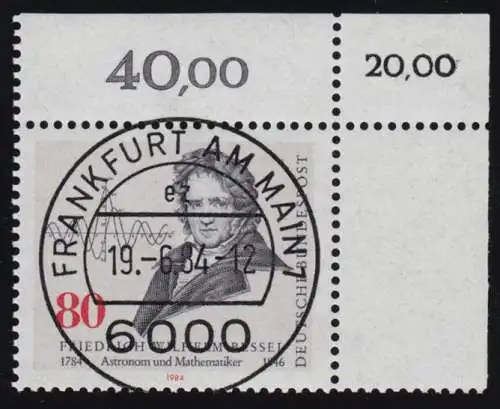 40,00
20,00
FRANKFURT AM MAIN 1
ez
19.-6.84-12
6000
80
DEUTSCHE BUNDESPOST
FRIEDRICH WILHELM BESSEL
1784 Astronom und Mathematiker 1846
1984